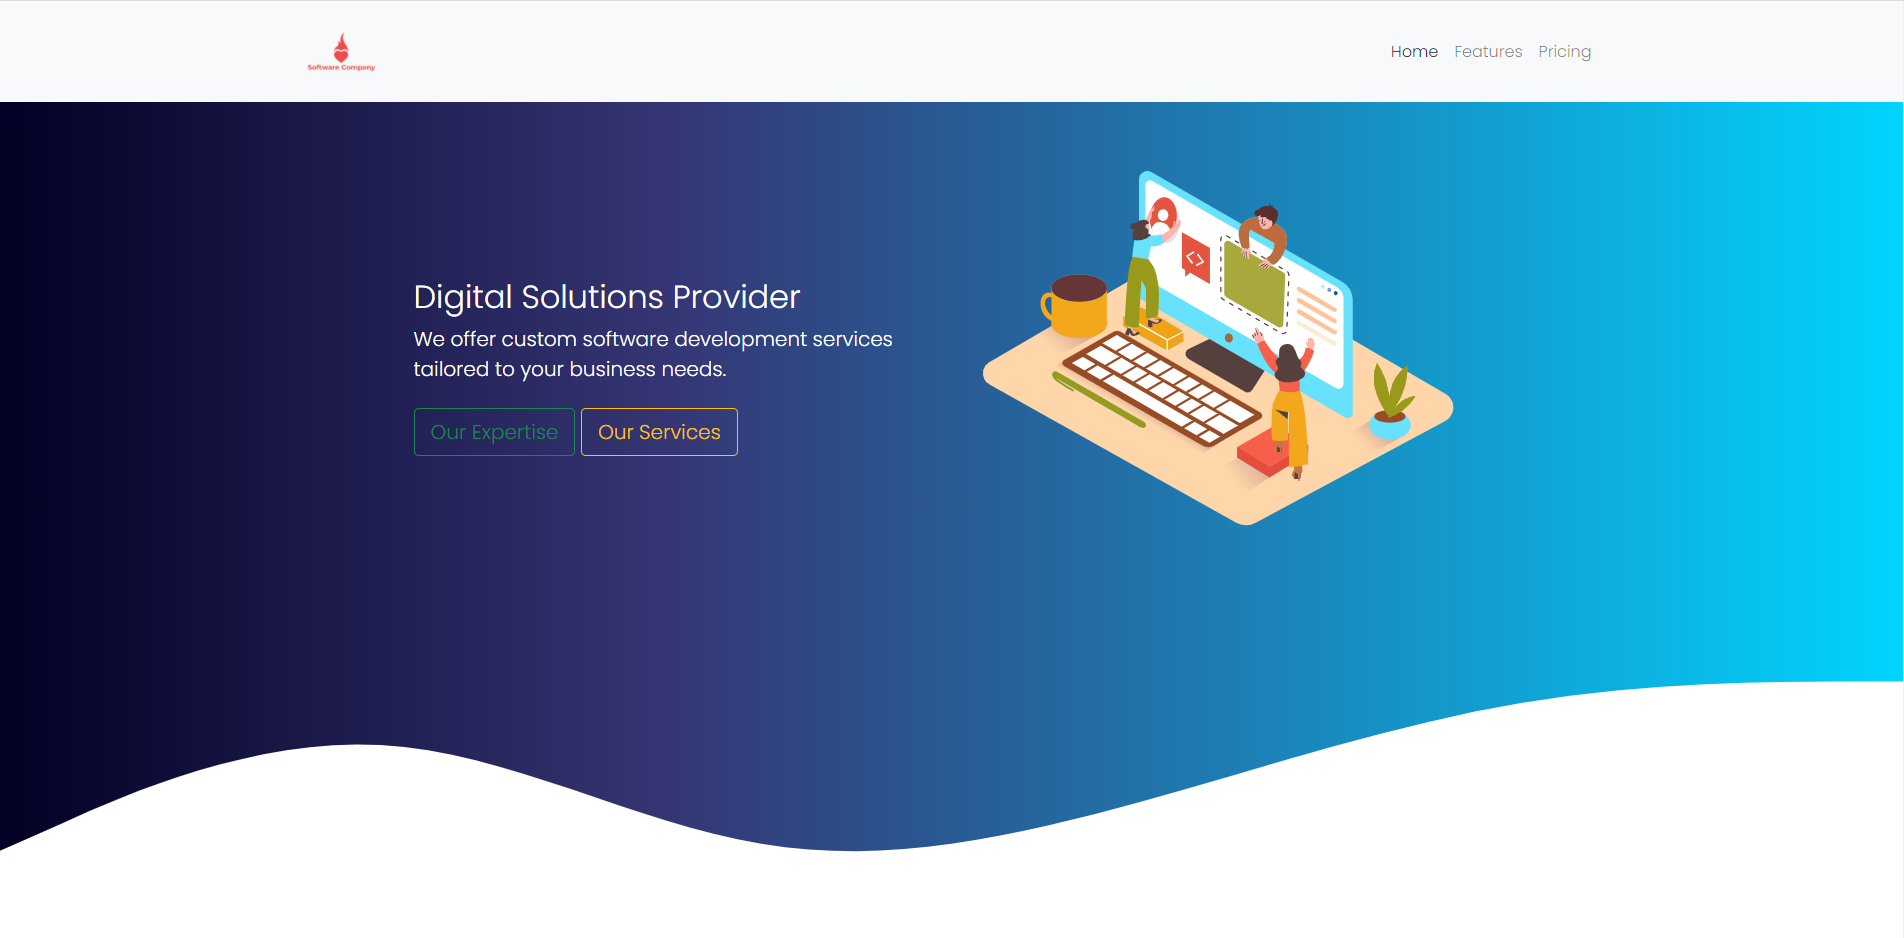 Software Company
Home Features Pricing
Digital Solutions Provider
We offer custom software development services
tailored to your business needs.
Our Expertise Our Services